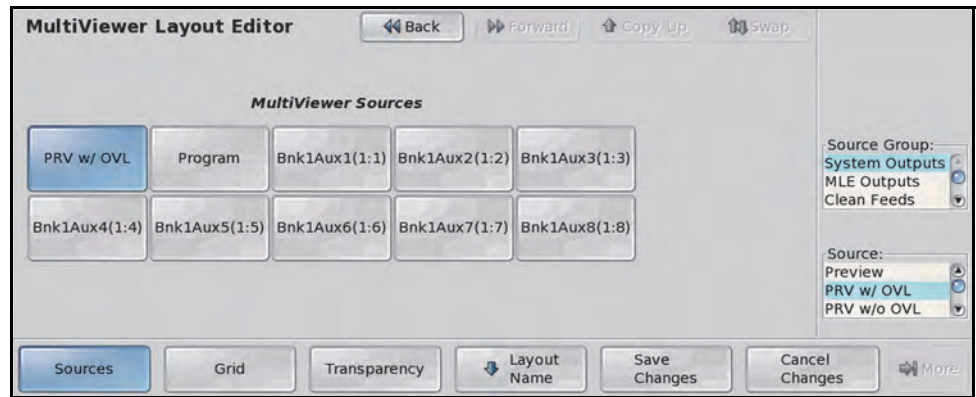 MultiViewer Layout Editor
Back
Forward
Copy Up
Swap
MultiViewer Sources
PRV w/ OVL
Program
Bnk1Aux1(1:1)
Bnk1Aux2(1:2)
Bnk1Aux3(1:3)
Bnk1Aux4(1:4)
Bnk1Aux5(1:5)
Bnk1Aux6(1:6)
Bnk1Aux7(1:7)
Bnk1Aux8(1:8)
Source Group:
System Outputs
MLE Outputs
Clean Feeds
Source:
Preview
PRV w/ OVL
PRV w/o OVL
Sources
Grid
Transparency
Layout
Name
Save
Changes
Cancel
Changes
More